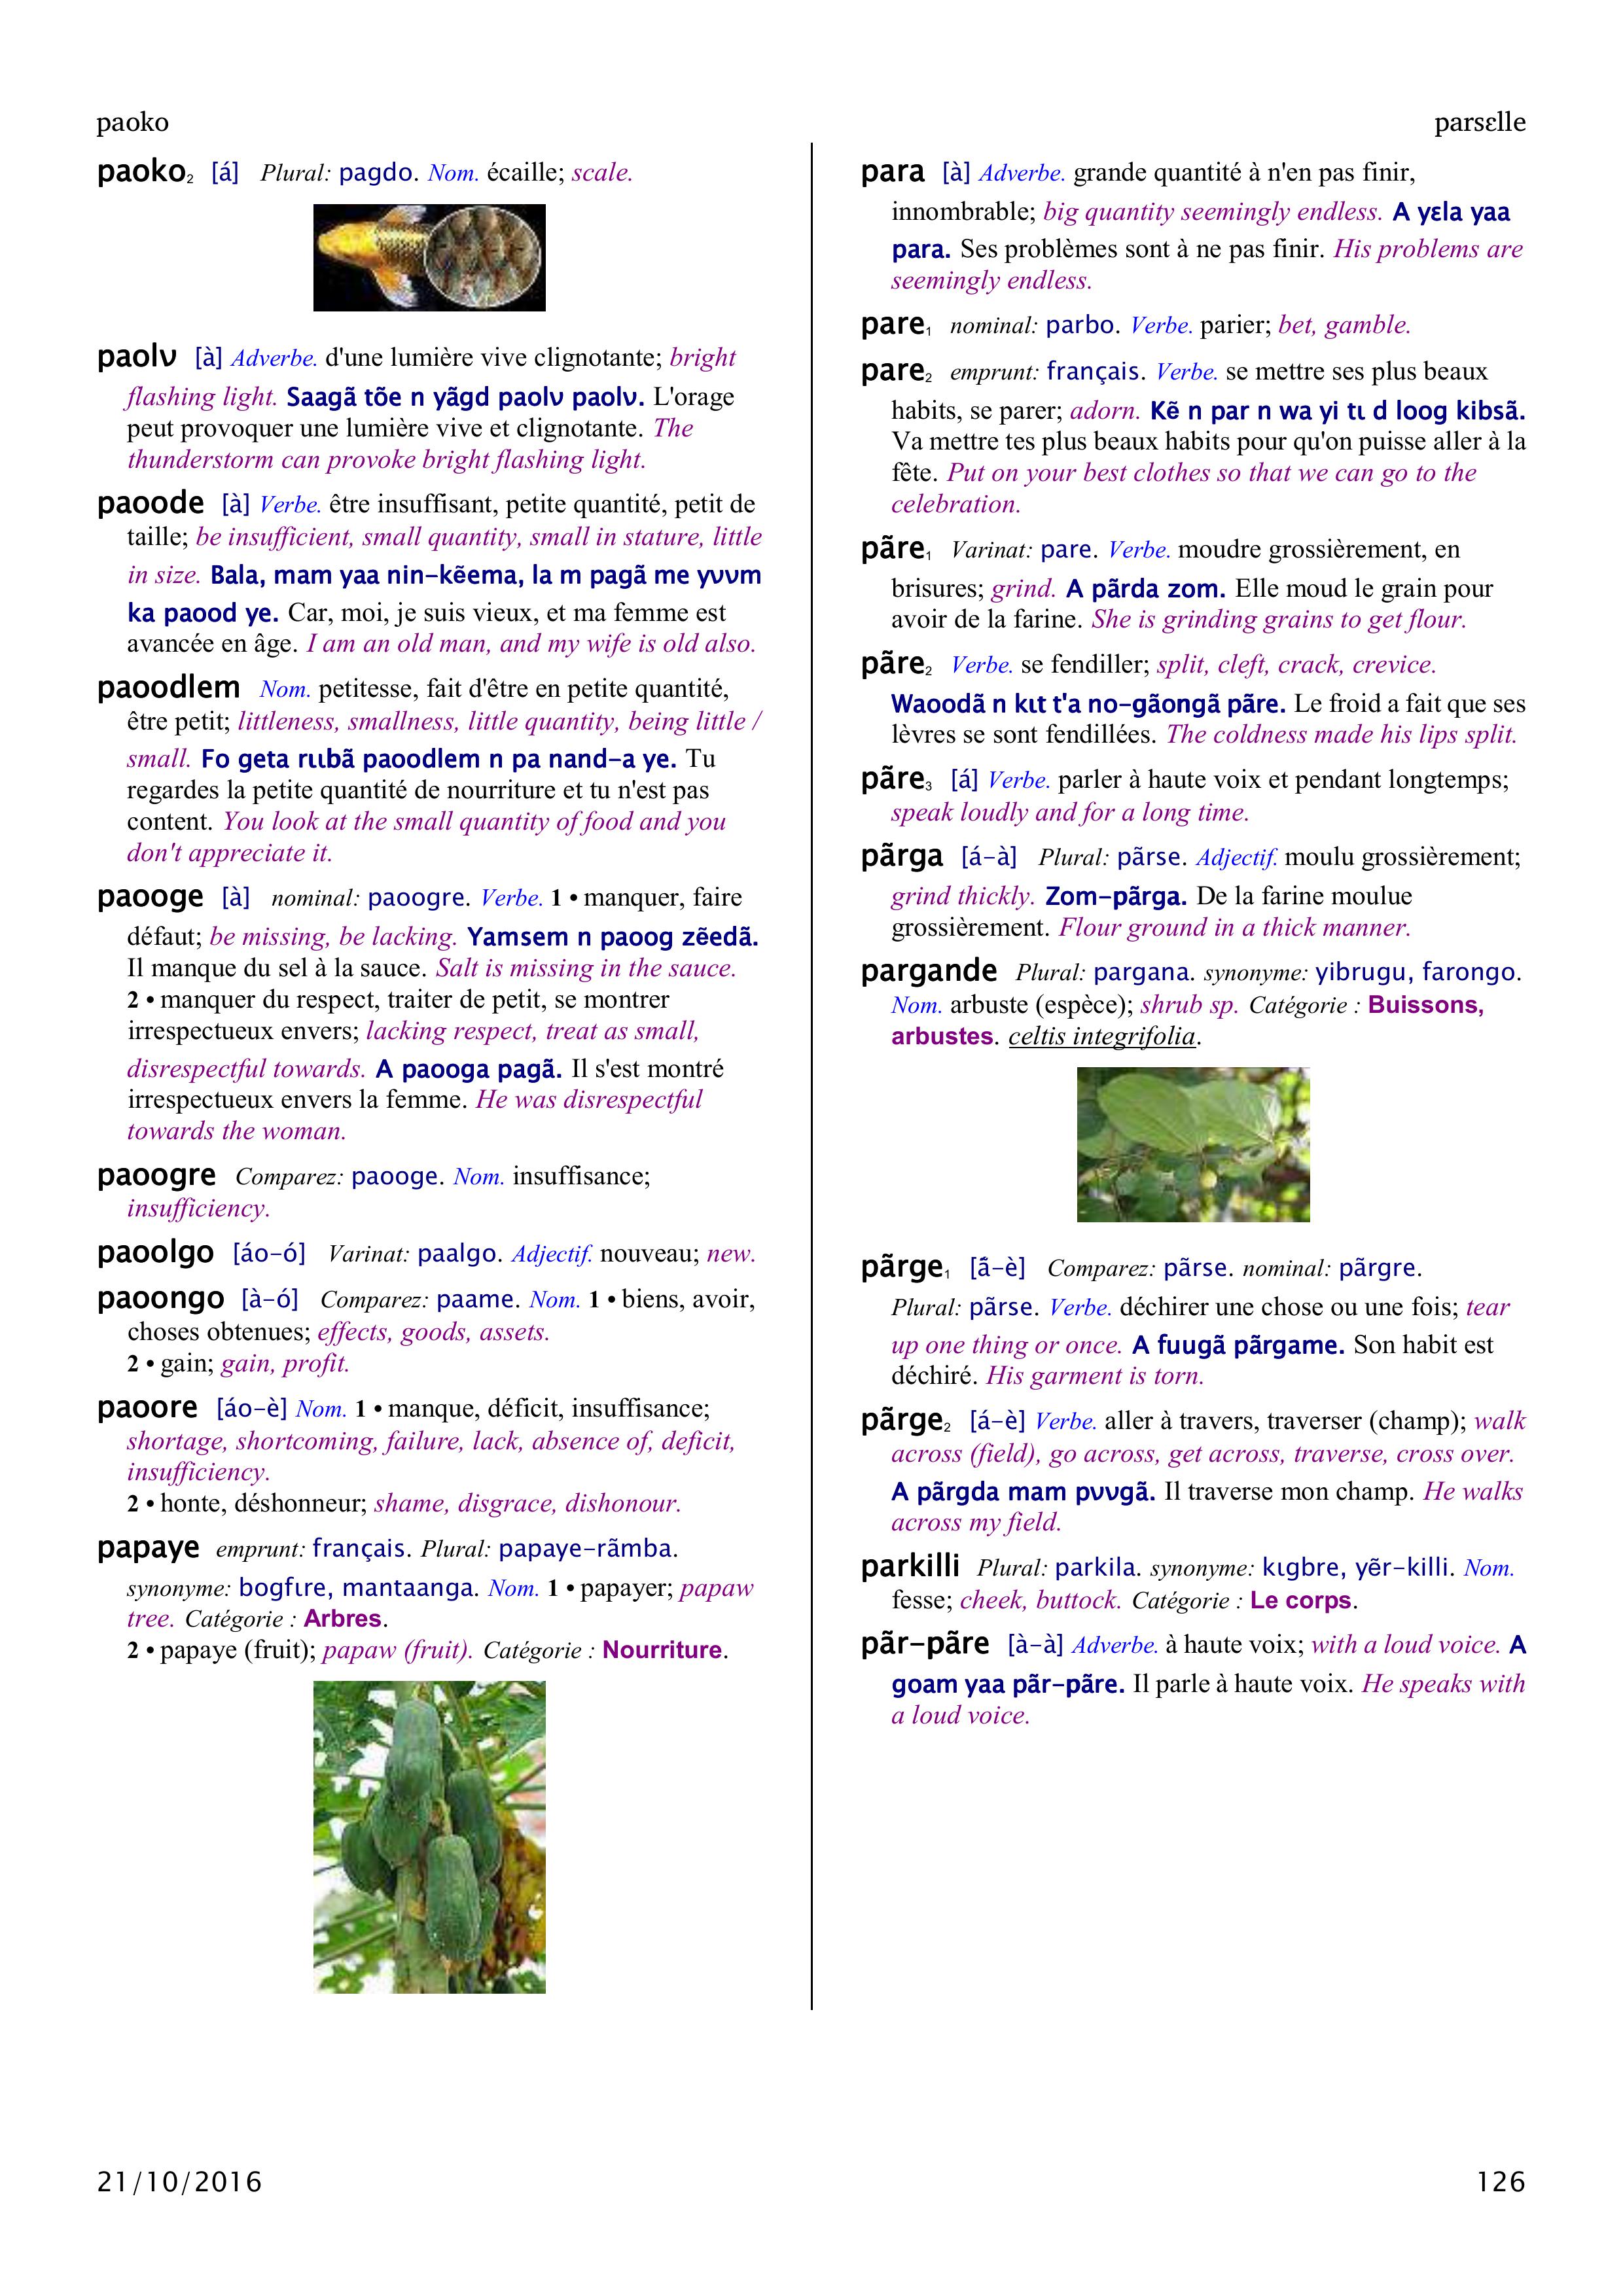 paoko
parsɛlle
paoko₂ [á] Plural: pagdo. Nom. écaille; scale.
paolʋ [à] Adverbe. d'une lumière vive clignotante; bright
flashing light. Saagã tõe n yãgd paolʋ paolʋ. L'orage
peut provoquer une lumière vive et clignotante. The
thunderstorm can provoke bright flashing light.
paoode [à] Verbe. être insuffisant, petite quantité, petit de
taille; be insufficient, small quantity, small in stature, little
in size. Bala, mam yaa nin-kẽema, la m pagã me yʋʋm
ka paood ye. Car, moi, je suis vieux, et ma femme est
avancée en âge. I am an old man, and my wife is old also.
paoodlem Nom. petitesse, fait d'être en petite quantité,
être petit; littleness, smallness, little quantity, being little /
small. Fo geta rɩɩbã paoodlem n pa nand-a ye. Tu
regardes la petite quantité de nourriture et tu n'est pas
content. You look at the small quantity of food and you
don't appreciate it.
paooge [à] nominal: paoogre. Verbe. 1 • manquer, faire
défaut; be missing, be lacking. Yamsem n paoog zẽedã.
Il manque du sel à la sauce. Salt is missing in the sauce.
2 • manquer du respect, traiter de petit, se montrer
irrespectueux envers; lacking respect, treat as small,
disrespectful towards. A paooga pagã. Il s'est montré
irrespectueux envers la femme. He was disrespectful
towards the woman.
paoogre Comparez: paooge. Nom. insuffisance;
insufficiency.
paoolgo [áo-ó] Varinat: paalgo. Adjectif. nouveau; new.
paoongo [à-ó] Comparez: paame. Nom. 1 • biens, avoir,
choses obtenues; effects, goods, assets.
2 • gain; gain, profit.
paoore [áo-è] Nom. 1 • manque, déficit, insuffisance;
shortage, shortcoming, failure, lack, absence of, deficit,
insufficiency.
2 • honte, déshonneur; shame, disgrace, dishonour.
papaye emprunt: français. Plural: papaye-rãmba.
synonyme: bogfɩre, mantaanga. Nom. 1 • papayer; papaw
tree. Catégorie : Arbres.
2 • papaye (fruit); papaw (fruit). Catégorie : Nourriture.
para [à] Adverbe. grande quantité à n'en pas finir,
innombrable; big quantity seemingly endless. A yɛla yaa
para. Ses problèmes sont à ne pas finir. His problems are
seemingly endless.
pare₁ nominal: parbo. Verbe. parier; bet, gamble.
pare₂ emprunt: français. Verbe. se mettre ses plus beaux
habits, se parer; adorn. Kẽ n par n wa yi tɩ d loog kibsã.
Va mettre tes plus beaux habits pour qu'on puisse aller à la
fête. Put on your best clothes so that we can go to the
celebration.
pãre₁ Varinat: pare. Verbe. moudre grossièrement, en
brisures; grind. A pãrda zom. Elle moud le grain pour
avoir de la farine. She is grinding grains to get flour.
pãre₂ Verbe. se fendiller; split, cleft, crack, crevice.
Waoodã n kɩt t'a no-gãongã pãre. Le froid a fait que ses
lèvres se sont fendillées. The coldness made his lips split.
pãre₃ [á] Verbe. parler à haute voix et pendant longtemps;
speak loudly and for a long time.
pãrga [á-à] Plural: pãrse. Adjectif. moulu grossièrement;
grind thickly. Zom-pãrga. De la farine moulue
grossièrement. Flour ground in a thick manner.
pargande Plural: pargana. synonyme: yibrugu, farongo.
Nom. arbuste (espèce); shrub sp. Catégorie : Buissons,
arbustes. celtis integrifolia.
pãrge₁ [ã́-è] Comparez: pãrse. nominal: pãrgre.
Plural: pãrse. Verbe. déchirer une chose ou une fois; tear
up one thing or once. A fuugã pãrgame. Son habit est
déchiré. His garment is torn.
pãrge₂ [á-è] Verbe. aller à travers, traverser (champ); walk
across (field), go across, get across, traverse, cross over.
A pãrgda mam pʋʋgã. Il traverse mon champ. He walks
across my field.
parkilli Plural: parkila. synonyme: kɩgbre, yẽr-killi. Nom.
fesse; cheek, buttock. Catégorie : Le corps.
pãr-pãre [à-à] Adverbe. à haute voix; with a loud voice. A
goam yaa pãr-pãre. Il parle à haute voix. He speaks with
a loud voice.
21/10/2016
126